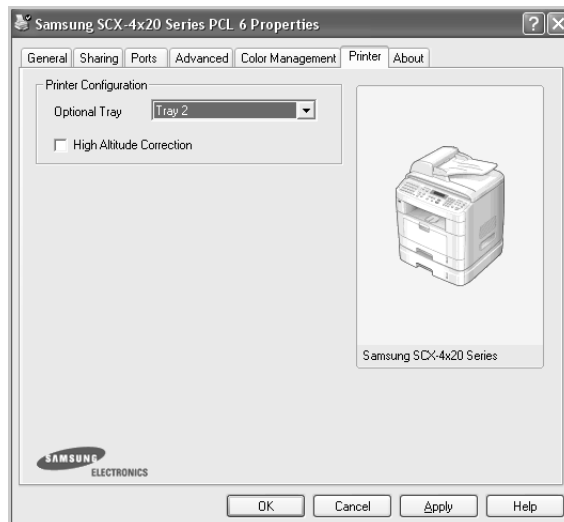 Samsung SCX-4x20 Series PCL 6 Properties
General Sharing Ports Advanced Color Management Printer About
Printer Configuration
Optional Tray Tray 2
High Altitude Correction
Samsung SCX-4x20 Series
SAMSUNG
ELECTRONICS
OK Cancel Apply Help